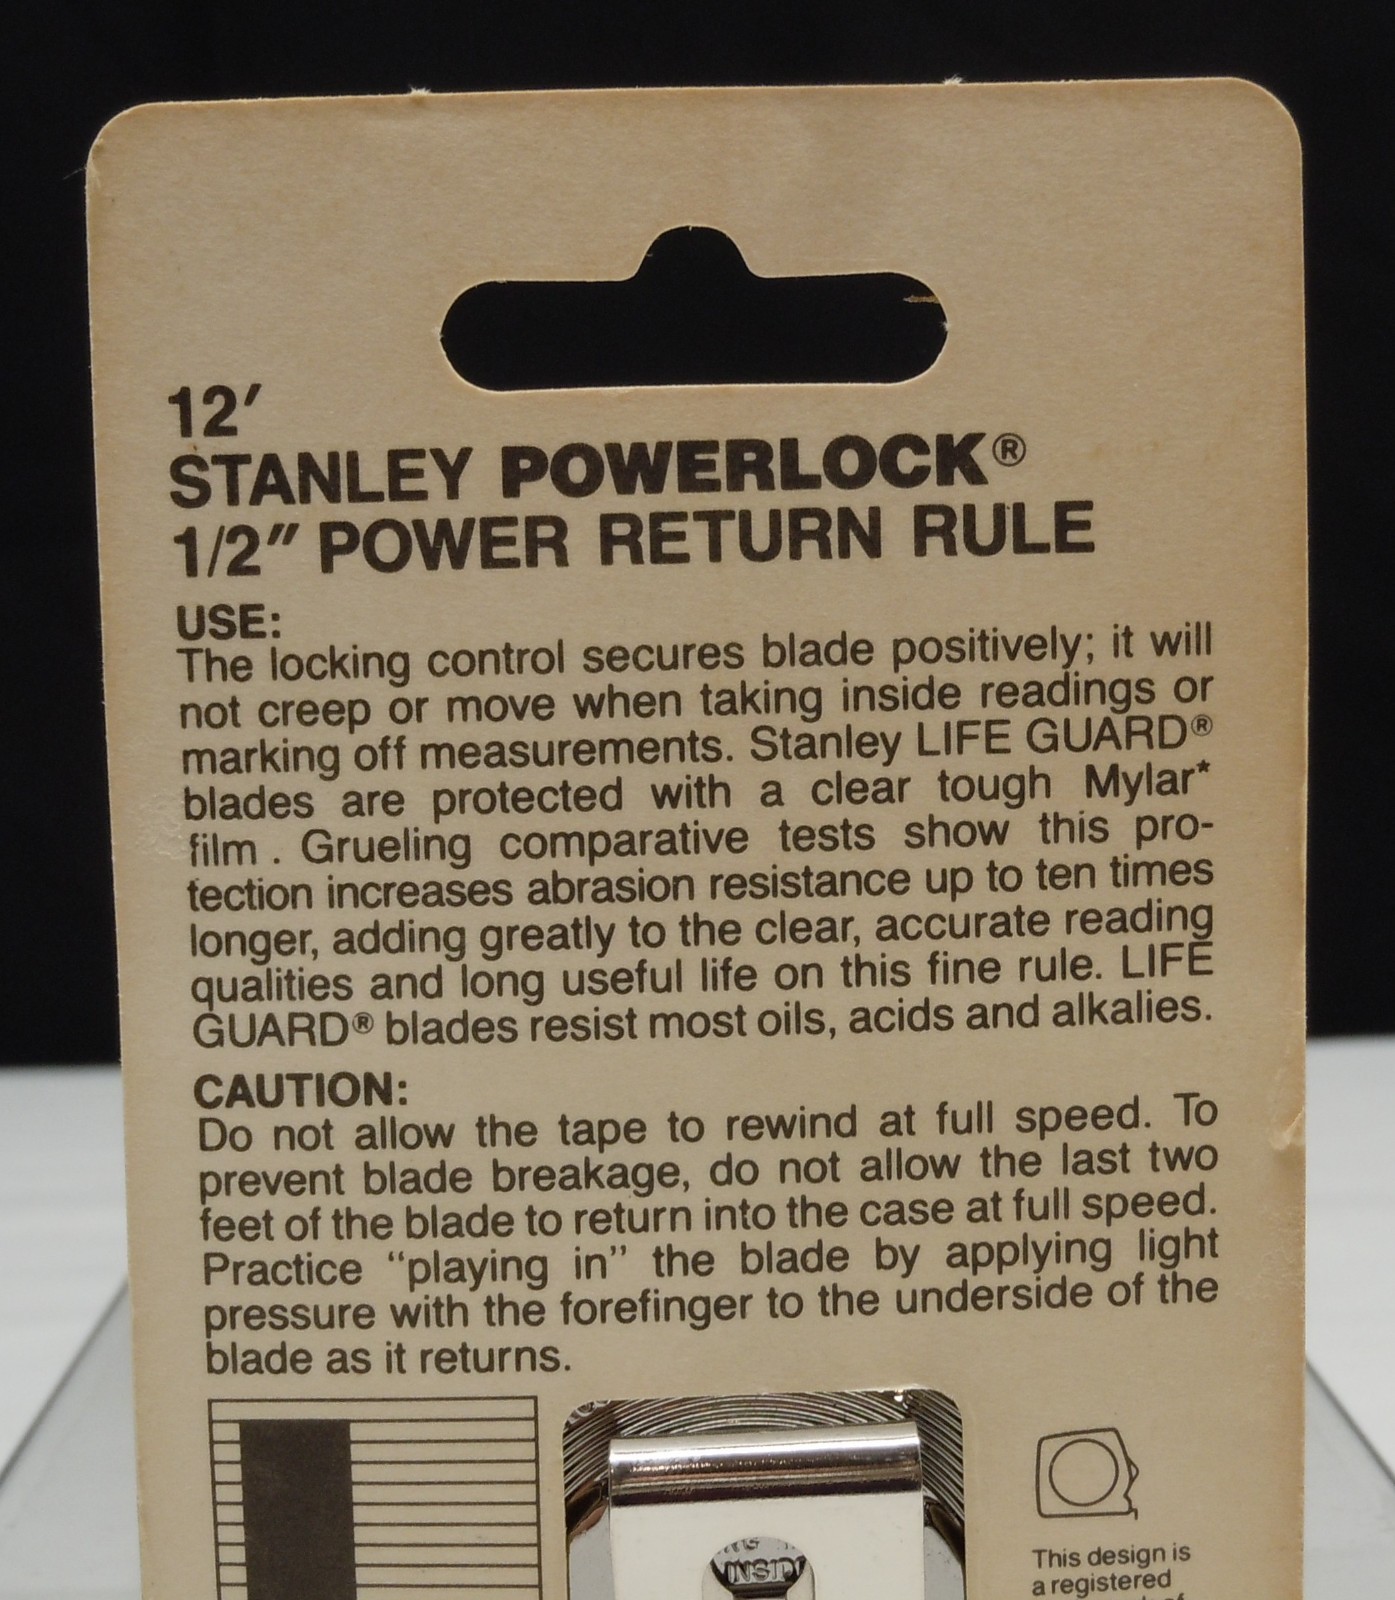 12′
STANLEY POWERLOCK®
1/2″ POWER RETURN RULE
USE:
The locking control secures blade positively; it will
not creep or move when taking inside readings or
marking off measurements. Stanley LIFE GUARD®
blades are protected with a clear tough Mylar*
film . Grueling comparative tests show this pro-
tection increases abrasion resistance up to ten times
longer, adding greatly to the clear, accurate reading
qualities and long useful life on this fine rule. LIFE
GUARD® blades resist most oils, acids and alkalies.
CAUTION:
Do not allow the tape to rewind at full speed. To
prevent blade breakage, do not allow the last two
feet of the blade to return into the case at full speed.
Practice “playing in” the blade by applying light
pressure with the forefinger to the underside of the
blade as it returns.
INSIDE
This design is
a registered